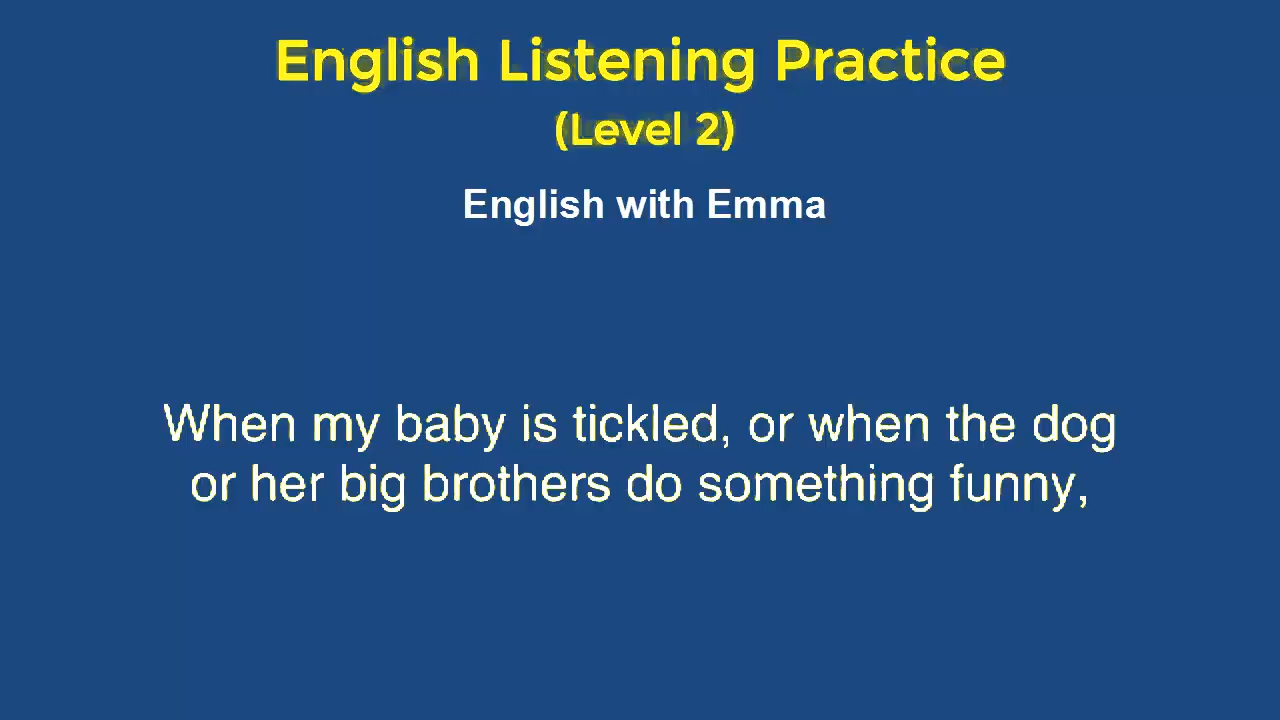 English Listening Practice
(Level 2)
English with Emma
When my baby is tickled, or when the dog
or her big brothers do something funny,